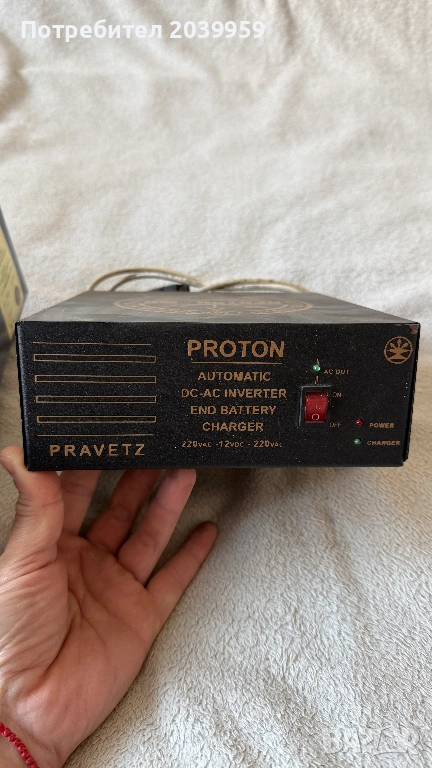 Потребител 2039959
PROTON
AUTOMATIC
DC-AC INVERTER
END BATTERY
CHARGER
220VAC -12VDC - 220VAC
PRAVETZ
AC OUT
ON
OFF
POWER
CHARGER
BAZAR